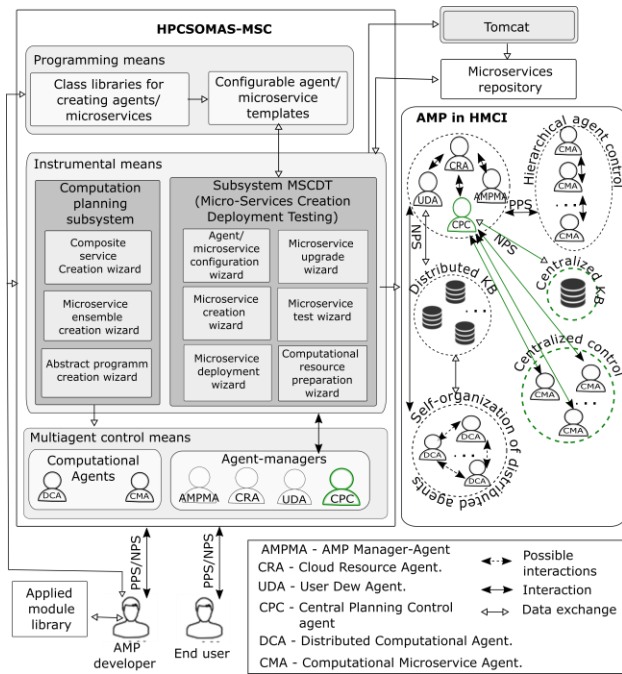 HPCSOMAS-MSC
Programming means
Class libraries for
creating agents/
microservices
Configurable agent/
microservice
templates
Instrumental means
Computation
planning
subsystem
Composite
service
Creation wizard
Microservice
ensemble
creation wizard
Abstract programm
creation wizard
Subsystem MSCDT
(Micro-Services Creation
Deployment Testing)
Agent/
microservice
configuration
wizard
Microservice
upgrade
wizard
Microservice
creation
wizard
Microservice
test wizard
Microservice
deployment
wizard
Computational
resource
preparation
wizard
Multiagent control means
Computational
Agents
DCA
CMA
Agent-managers
AMPMA
CRA
UDA
CPC
Tomcat
Microservices
repository
AMP in HMCI
CRA
UDA
AMPMA
CPC
PPS
NPS
NPS
Hierarchical agent control
CMA
CMA
...
CMA
Distributed KB
...
Centralized KB
Centralized control
CMA
CMA
...
CMA
Self-organization of distributed agents
DCA
DCA
...
DCA
PPS/NPS
PPS/NPS
Applied
module
library
AMP
developer
End user
AMPMA - AMP Manager-Agent
CRA - Cloud Resource Agent.
UDA - User Dew Agent.
CPC - Central Planning Control
agent
DCA - Distributed Computational Agent.
CMA - Computational Microservice Agent.
Possible
interactions
Interaction
Data exchange